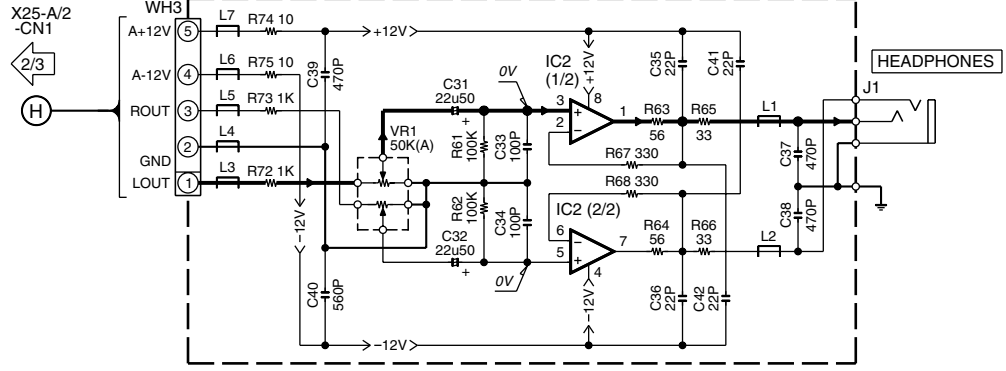 X25-A/2
-CN1
2/3
H
WH3
A+12V
5
A-12V
4
ROUT
3
2
GND
LOUT
1
L7
R74 10
L6
R75 10
L5
R73 1K
L4
L3
R72 1K
+12V
C39
470P
-12V
C40
560P
-12V
VR1
50K(A)
C31
22u50
+
C32
22u50
+
R61
100K
R62
100K
C33
100P
C34
100P
0V
0V
IC2
(1/2)
+12V
8
3
+
2
−
1
IC2 (2/2)
6
−
5
+
7
4
-12V
R63
56
R65
33
R67 330
R68 330
R64
56
R66
33
C35
22P
C41
22P
C36
22P
C42
22P
L1
L2
C37
470P
C38
470P
J1
HEADPHONES